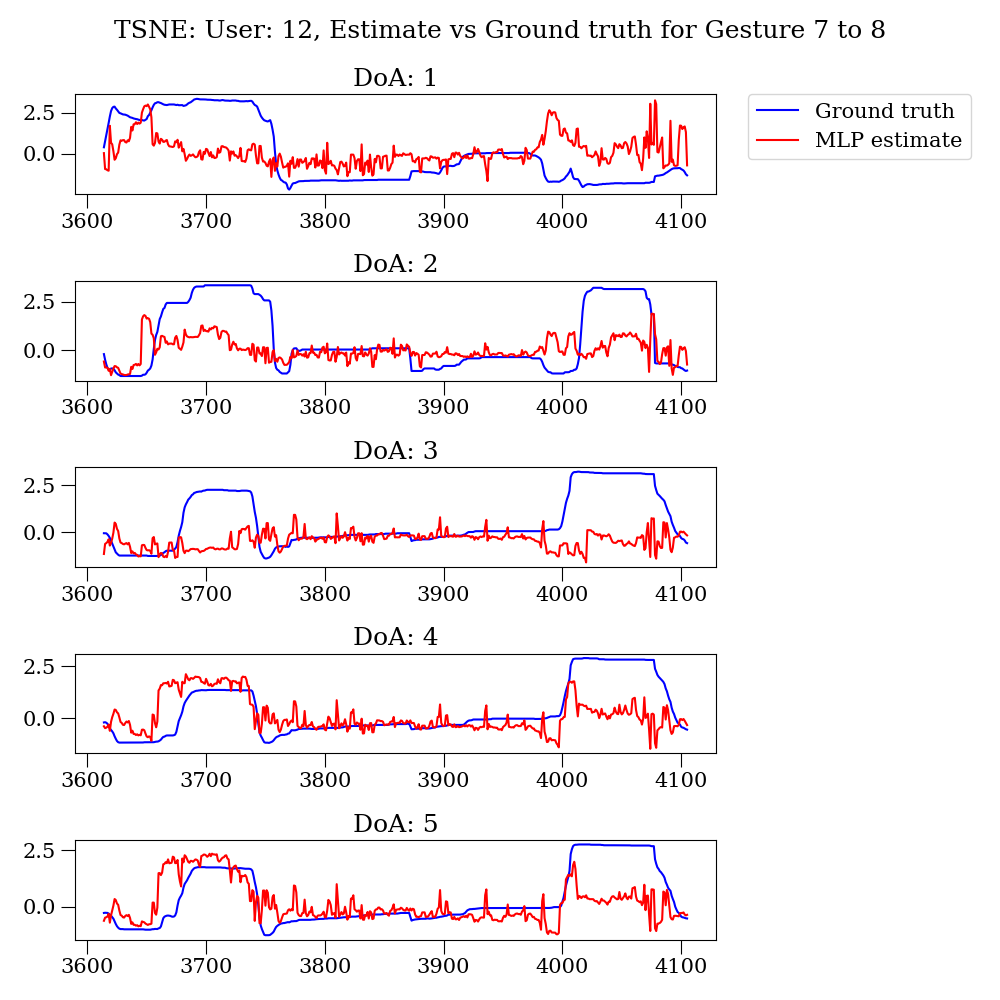 TSNE: User: 12, Estimate vs Ground truth for Gesture 7 to 8
DoA: 1
Ground truth
MLP estimate
2.5
0.0
3600 3700 3800 3900 4000 4100
DoA: 2
2.5
0.0
3600 3700 3800 3900 4000 4100
DoA: 3
2.5
0.0
3600 3700 3800 3900 4000 4100
DoA: 4
2.5
0.0
3600 3700 3800 3900 4000 4100
DoA: 5
2.5
0.0
3600 3700 3800 3900 4000 4100